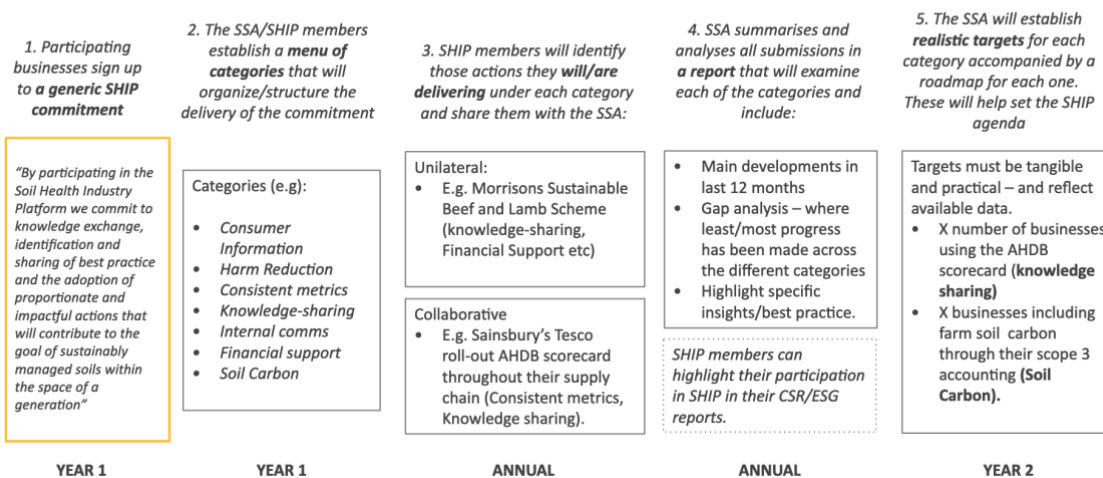 1. Participating
businesses sign up
to a generic SHIP
commitment
"By participating in the
Soil Health Industry
Platform we commit to
knowledge exchange,
identification and
sharing of best practice
and the adoption of
proportionate and
impactful actions that
will contribute to the
goal of sustainably
managed soils within
the space of a
generation"
YEAR 1
2. The SSA/SHIP members
establish a menu of
categories that will
organize/structure the
delivery of the commitment
Categories (e.g):
• Consumer
Information
• Harm Reduction
• Consistent metrics
• Knowledge-sharing
• Internal comms
• Financial support
• Soil Carbon
YEAR 1
3. SHIP members will identify
those actions they will/are
delivering under each category
and share them with the SSA:
Unilateral:
• E.g. Morrisons Sustainable
Beef and Lamb Scheme
(knowledge-sharing,
Financial Support etc)
Collaborative
• E.g. Sainsbury's Tesco
roll-out AHDB scorecard
throughout their supply
chain (Consistent metrics,
Knowledge sharing).
ANNUAL
4. SSA summarises and
analyses all submissions in
a report that will examine
each of the categories and
include:
• Main developments in
last 12 months
• Gap analysis – where
least/most progress
has been made across
the different categories
• Highlight specific
insights/best practice.
SHIP members can
highlight their participation
in SHIP in their CSR/ESG
reports.
ANNUAL
5. The SSA will establish
realistic targets for each
category accompanied by a
roadmap for each one.
These will help set the SHIP
agenda
Targets must be tangible
and practical – and reflect
available data.
• X number of businesses
using the AHDB
scorecard (knowledge
sharing)
• X businesses including
farm soil carbon
through their scope 3
accounting (Soil
Carbon).
YEAR 2